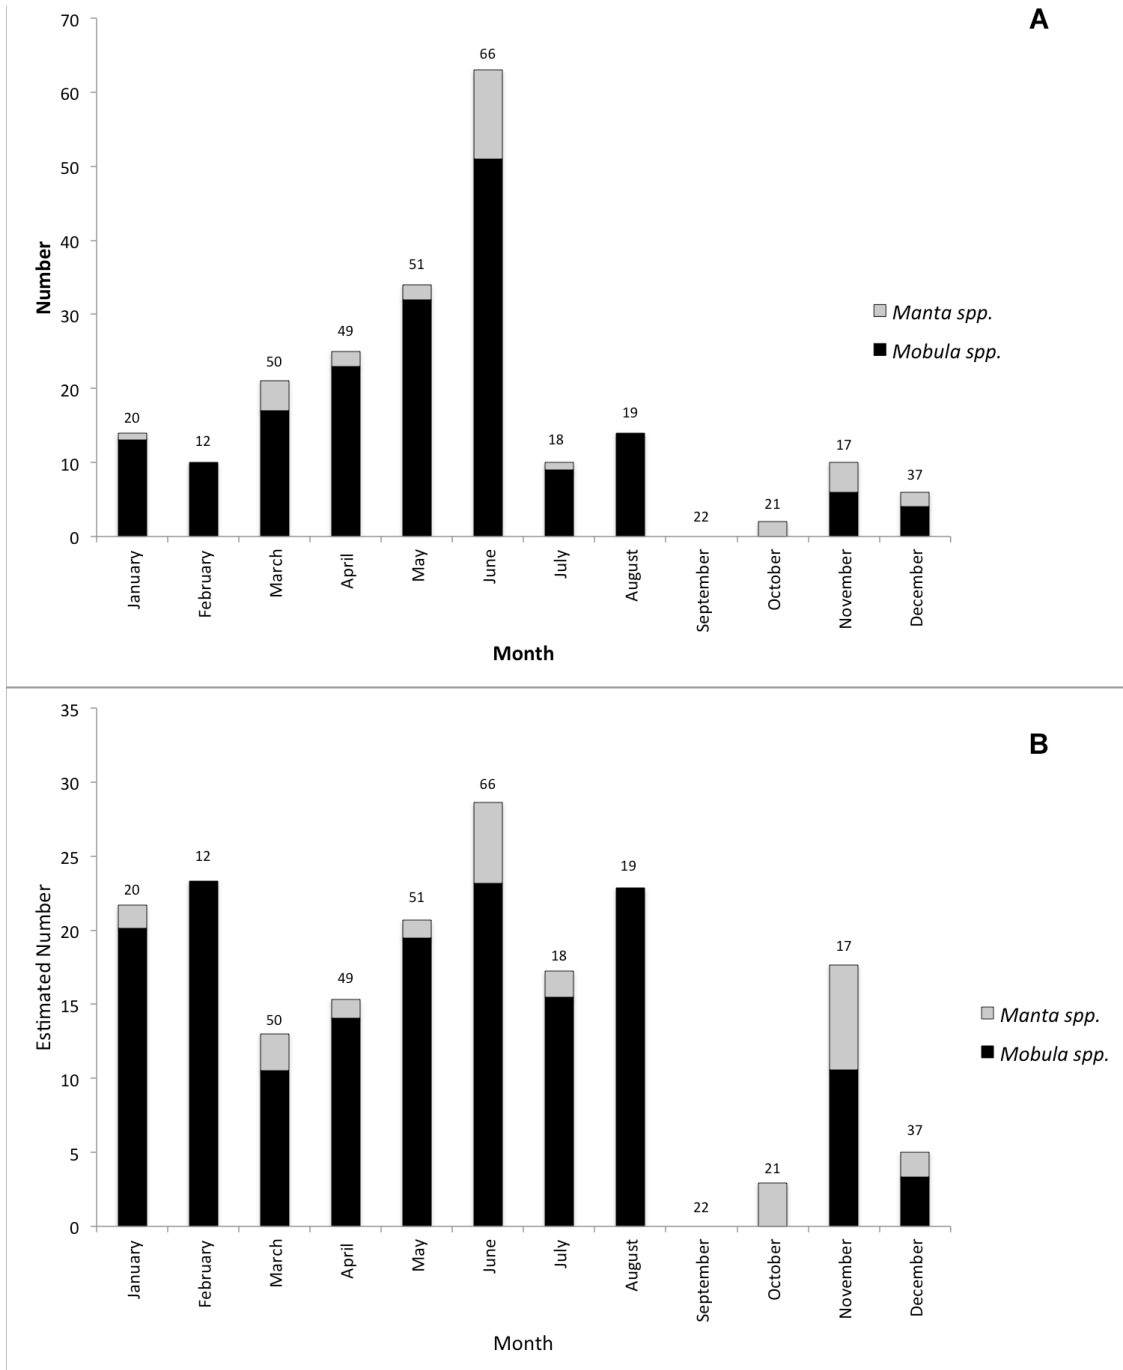 A
70
60
50
40
30
20
10
0
Number
20
12
50
49
51
66
18
19
22
21
17
37
January
February
March
April
May
June
July
August
September
October
November
December
Month
Manta spp.
Mobula spp.
B
35
30
25
20
15
10
5
0
Estimated Number
20
12
50
49
51
66
18
19
22
21
17
37
January
February
March
April
May
June
July
August
September
October
November
December
Month
Manta spp.
Mobula spp.